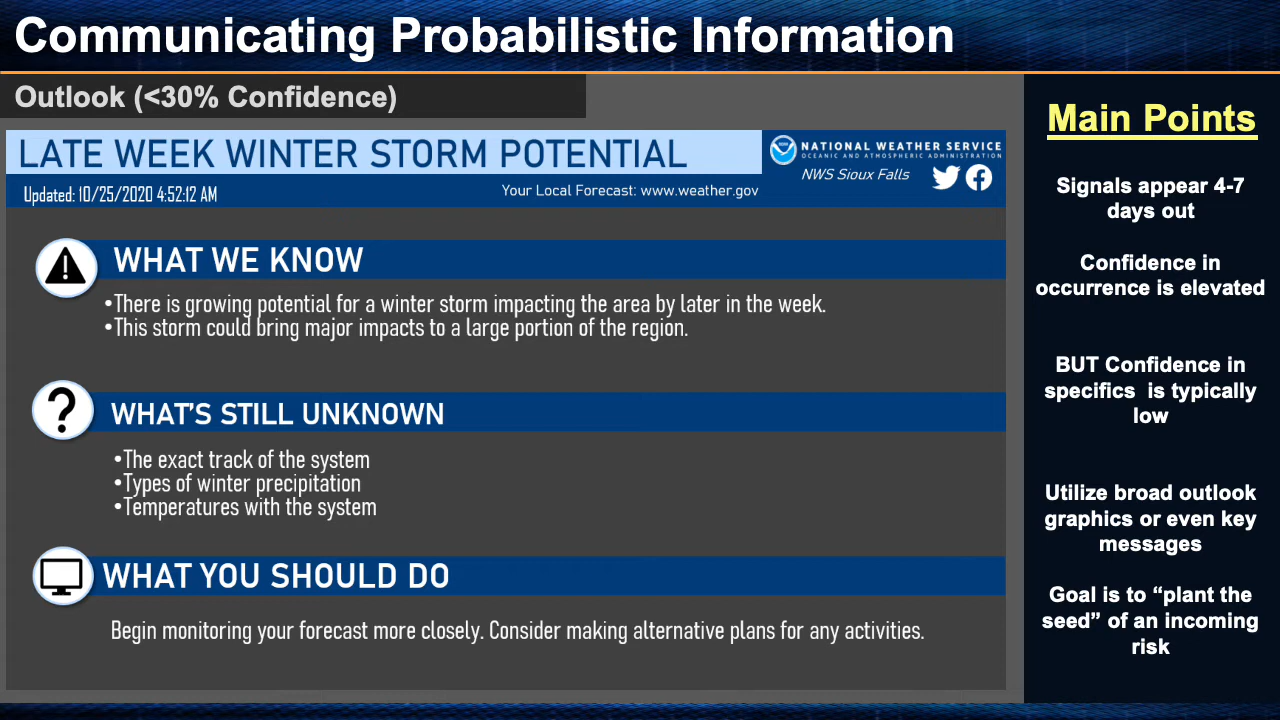 Communicating Probabilistic Information
Outlook (<30% Confidence)
LATE WEEK WINTER STORM POTENTIAL
Updated: 10/25/2020 4:52:12 AM
Your Local Forecast: www.weather.gov
NATIONAL WEATHER SERVICE
OCEANIC AND ATMOSPHERIC ADMINISTRATION
NWS Sioux Falls
WHAT WE KNOW
•There is growing potential for a winter storm impacting the area by later in the week.
•This storm could bring major impacts to a large portion of the region.
WHAT'S STILL UNKNOWN
•The exact track of the system
•Types of winter precipitation
•Temperatures with the system
WHAT YOU SHOULD DO
Begin monitoring your forecast more closely. Consider making alternative plans for any activities.
Main Points
Signals appear 4-7
days out
Confidence in
occurrence is elevated
BUT Confidence in
specifics is typically
low
Utilize broad outlook
graphics or even key
messages
Goal is to “plant the
seed” of an incoming
risk